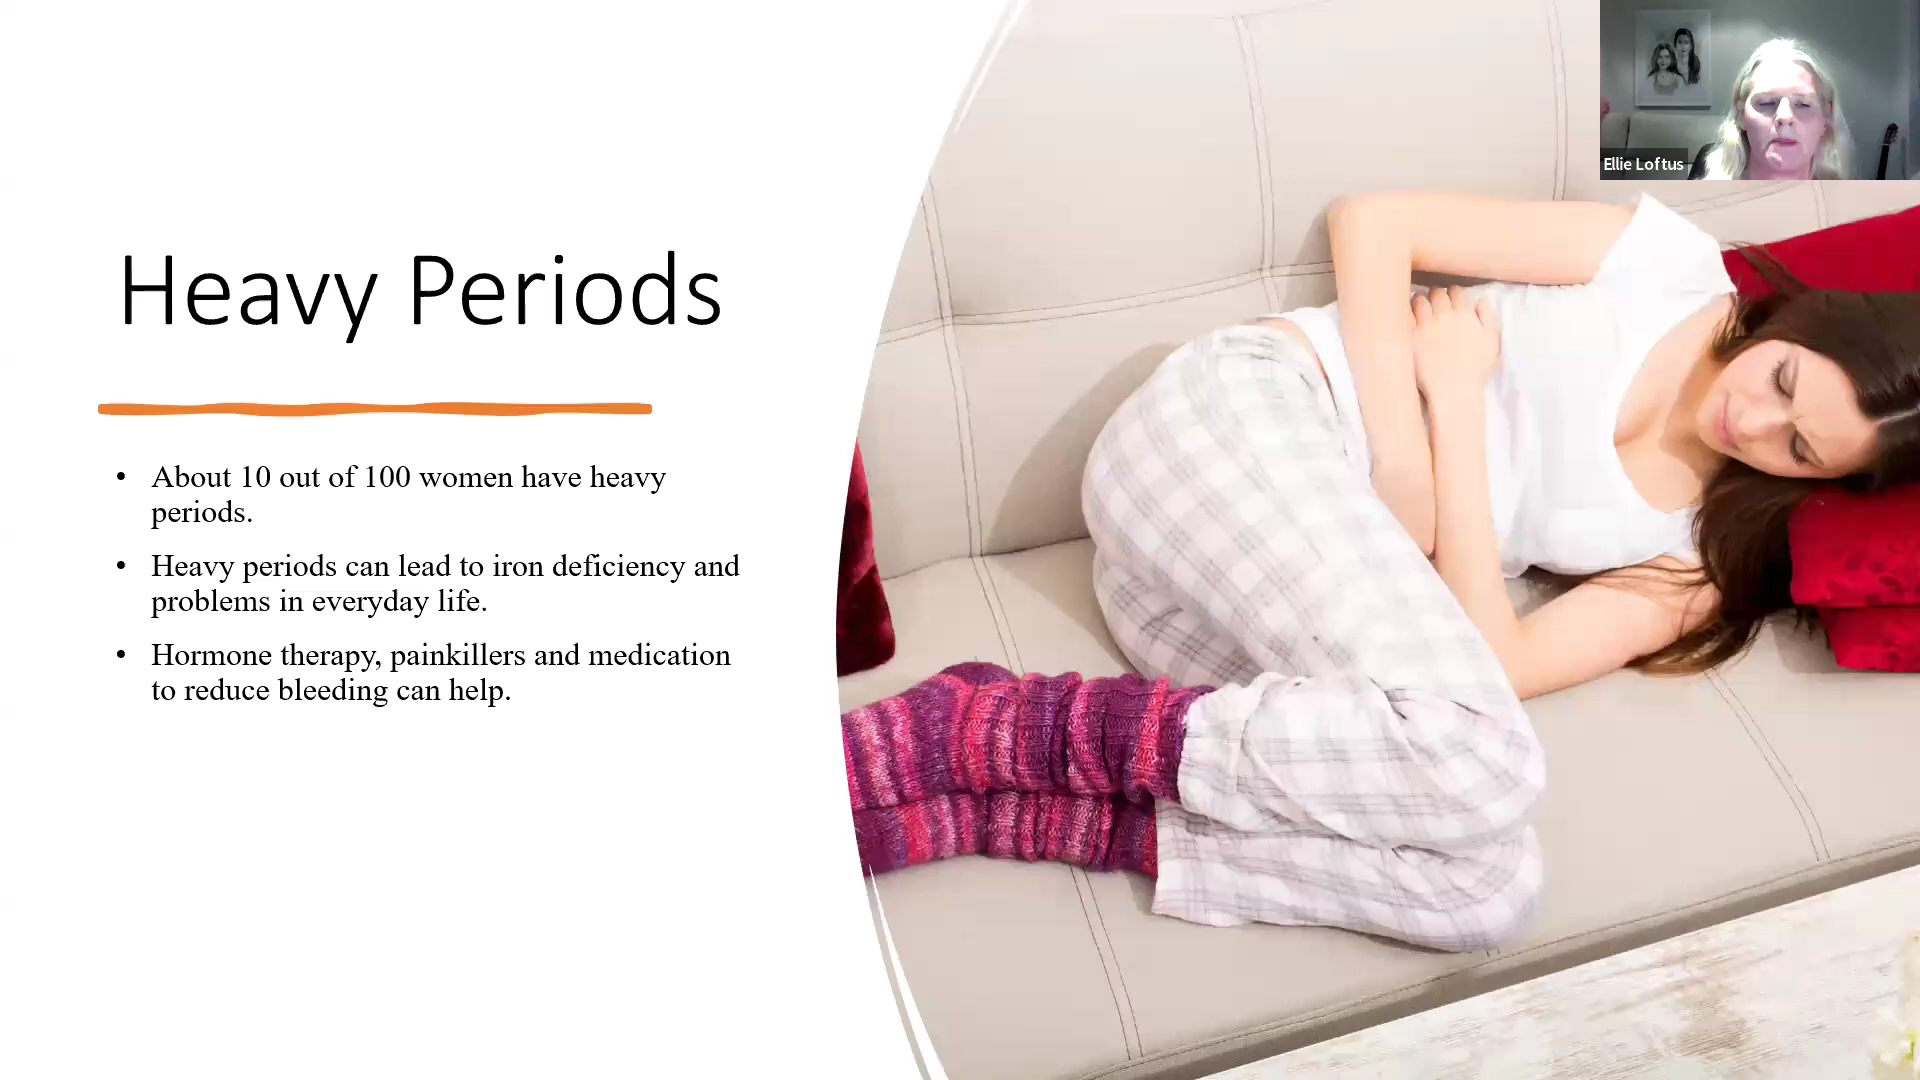 Ellie Loftus
Heavy Periods
• About 10 out of 100 women have heavy
periods.
• Heavy periods can lead to iron deficiency and
problems in everyday life.
• Hormone therapy, painkillers and medication
to reduce bleeding can help.